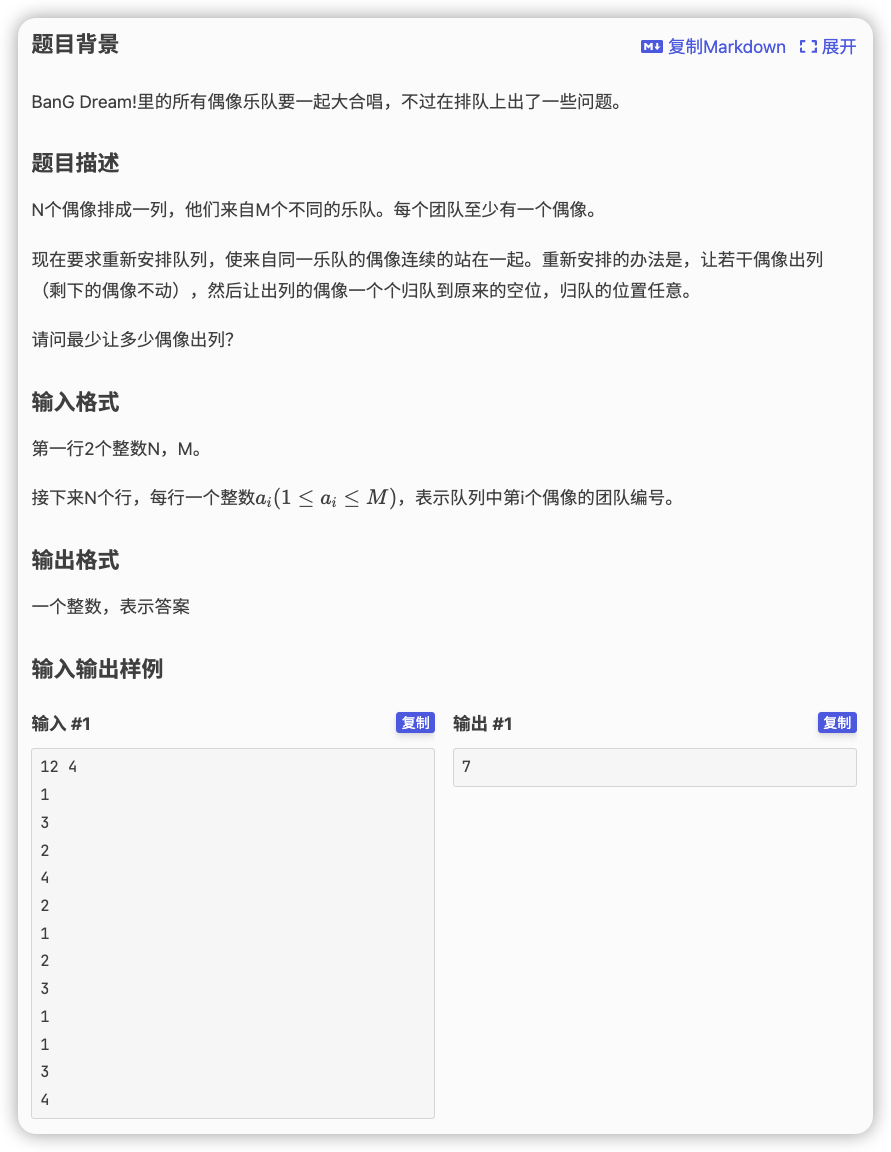 题目背景
复制Markdown 展开
BanG Dream!里的所有偶像乐队要一起大合唱，不过在排队上出了一些问题。
题目描述
N个偶像排成一列，他们来自M个不同的乐队。每个团队至少有一个偶像。
现在要求重新安排队列，使来自同一乐队的偶像连续的站在一起。重新安排的办法是，让若干偶像出列
（剩下的偶像不动），然后让出列的偶像一个个归队到原来的空位，归队的位置任意。
请问最少让多少偶像出列？
输入格式
第一行2个整数N，M。
接下来N个行，每行一个整数aᵢ(1 ≤ aᵢ ≤ M)，表示队列中第i个偶像的团队编号。
输出格式
一个整数，表示答案
输入输出样例
输入 #1
复制
12 4
1
3
2
4
2
1
2
3
1
1
3
4
输出 #1
复制
7